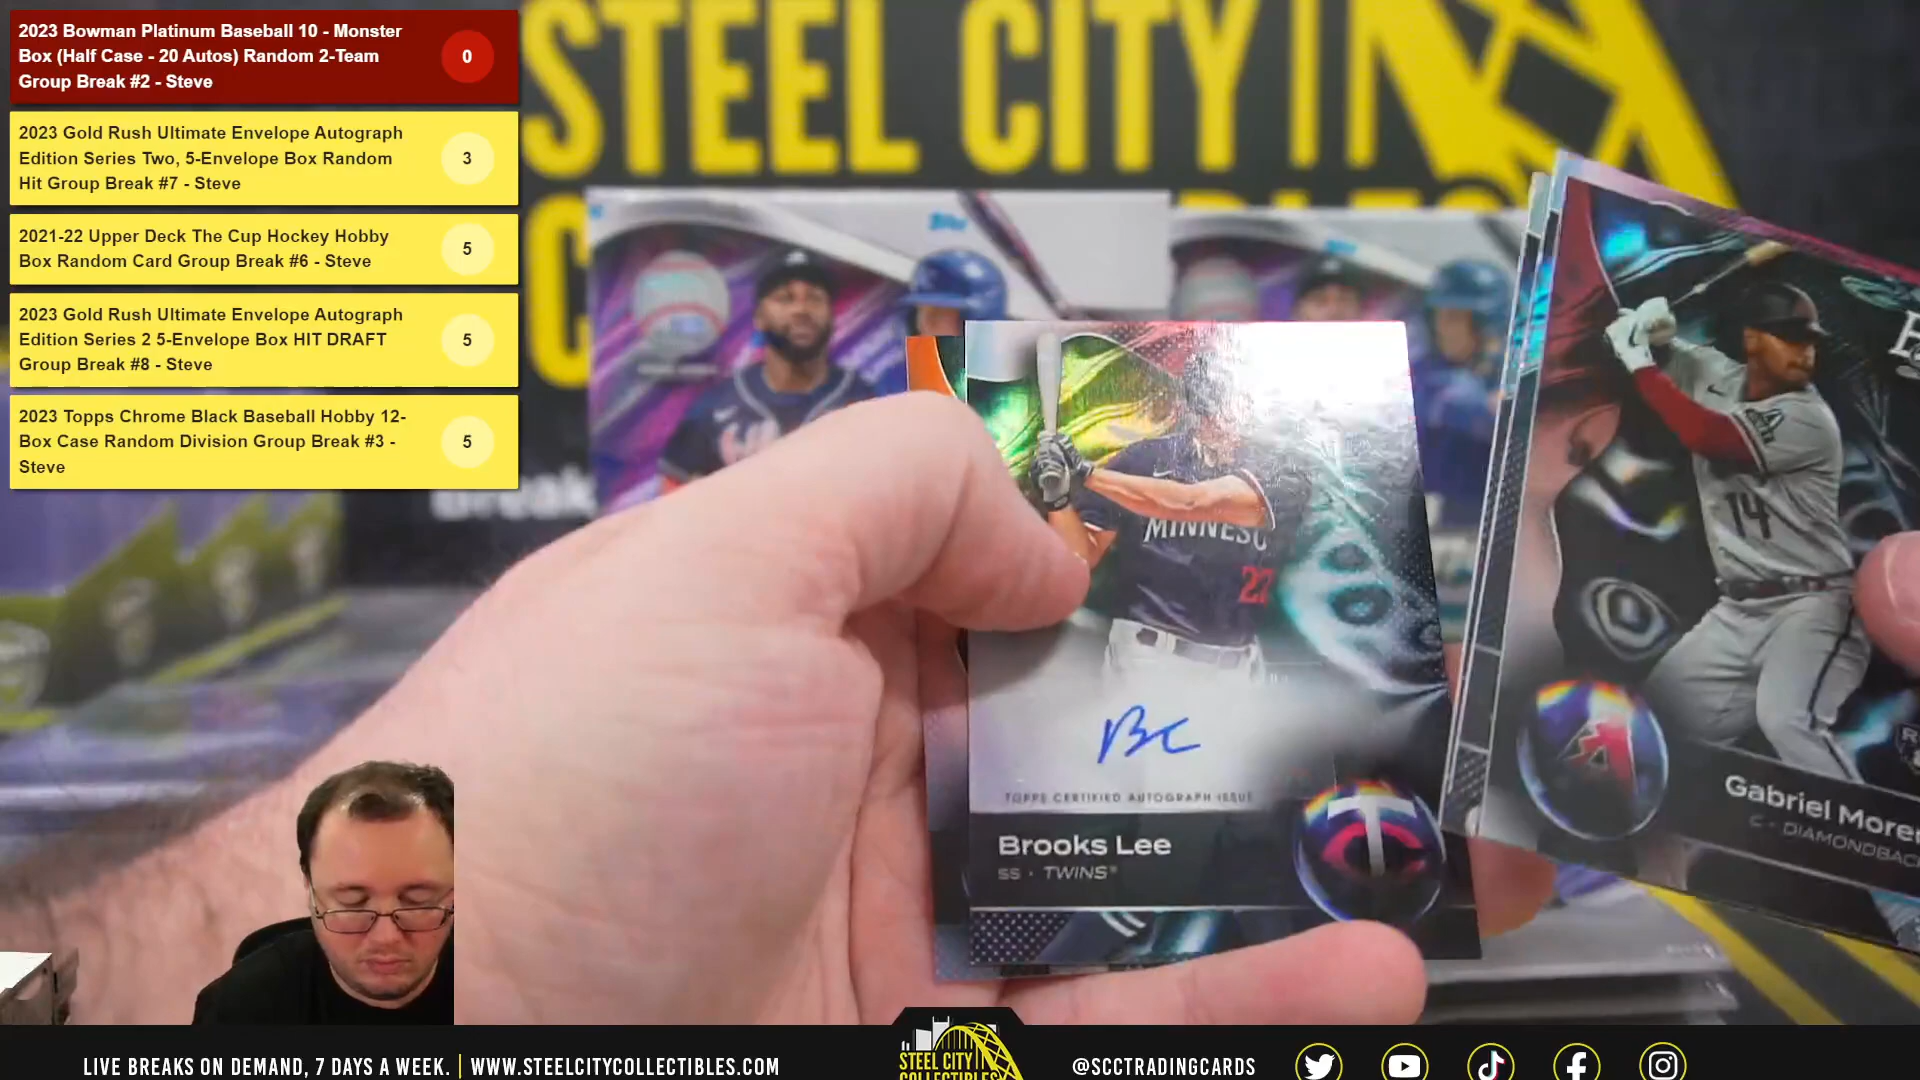 2023 Bowman Platinum Baseball 10 - Monster
Box (Half Case - 20 Autos) Random 2-Team
Group Break #2 - Steve
0
2023 Gold Rush Ultimate Envelope Autograph
Edition Series Two, 5-Envelope Box Random
Hit Group Break #7 - Steve
3
2021-22 Upper Deck The Cup Hockey Hobby
Box Random Card Group Break #6 - Steve
5
2023 Gold Rush Ultimate Envelope Autograph
Edition Series 2 5-Envelope Box HIT DRAFT
Group Break #8 - Steve
5
2023 Topps Chrome Black Baseball Hobby 12-
Box Case Random Division Group Break #3 -
Steve
5
STEEL CITY
Break
MINNESO
22
TOPPS CERTIFIED AUTOGRAPH ISSUE
Brooks Lee
SS · TWINS®
TC
14
Gabriel More
C · DIAMONDBAC
LIVE BREAKS ON DEMAND, 7 DAYS A WEEK. | WWW.STEELCITYCOLLECTIBLES.COM
STEEL CITY
COLLECTIBLES
@SCCTRADINGCARDS